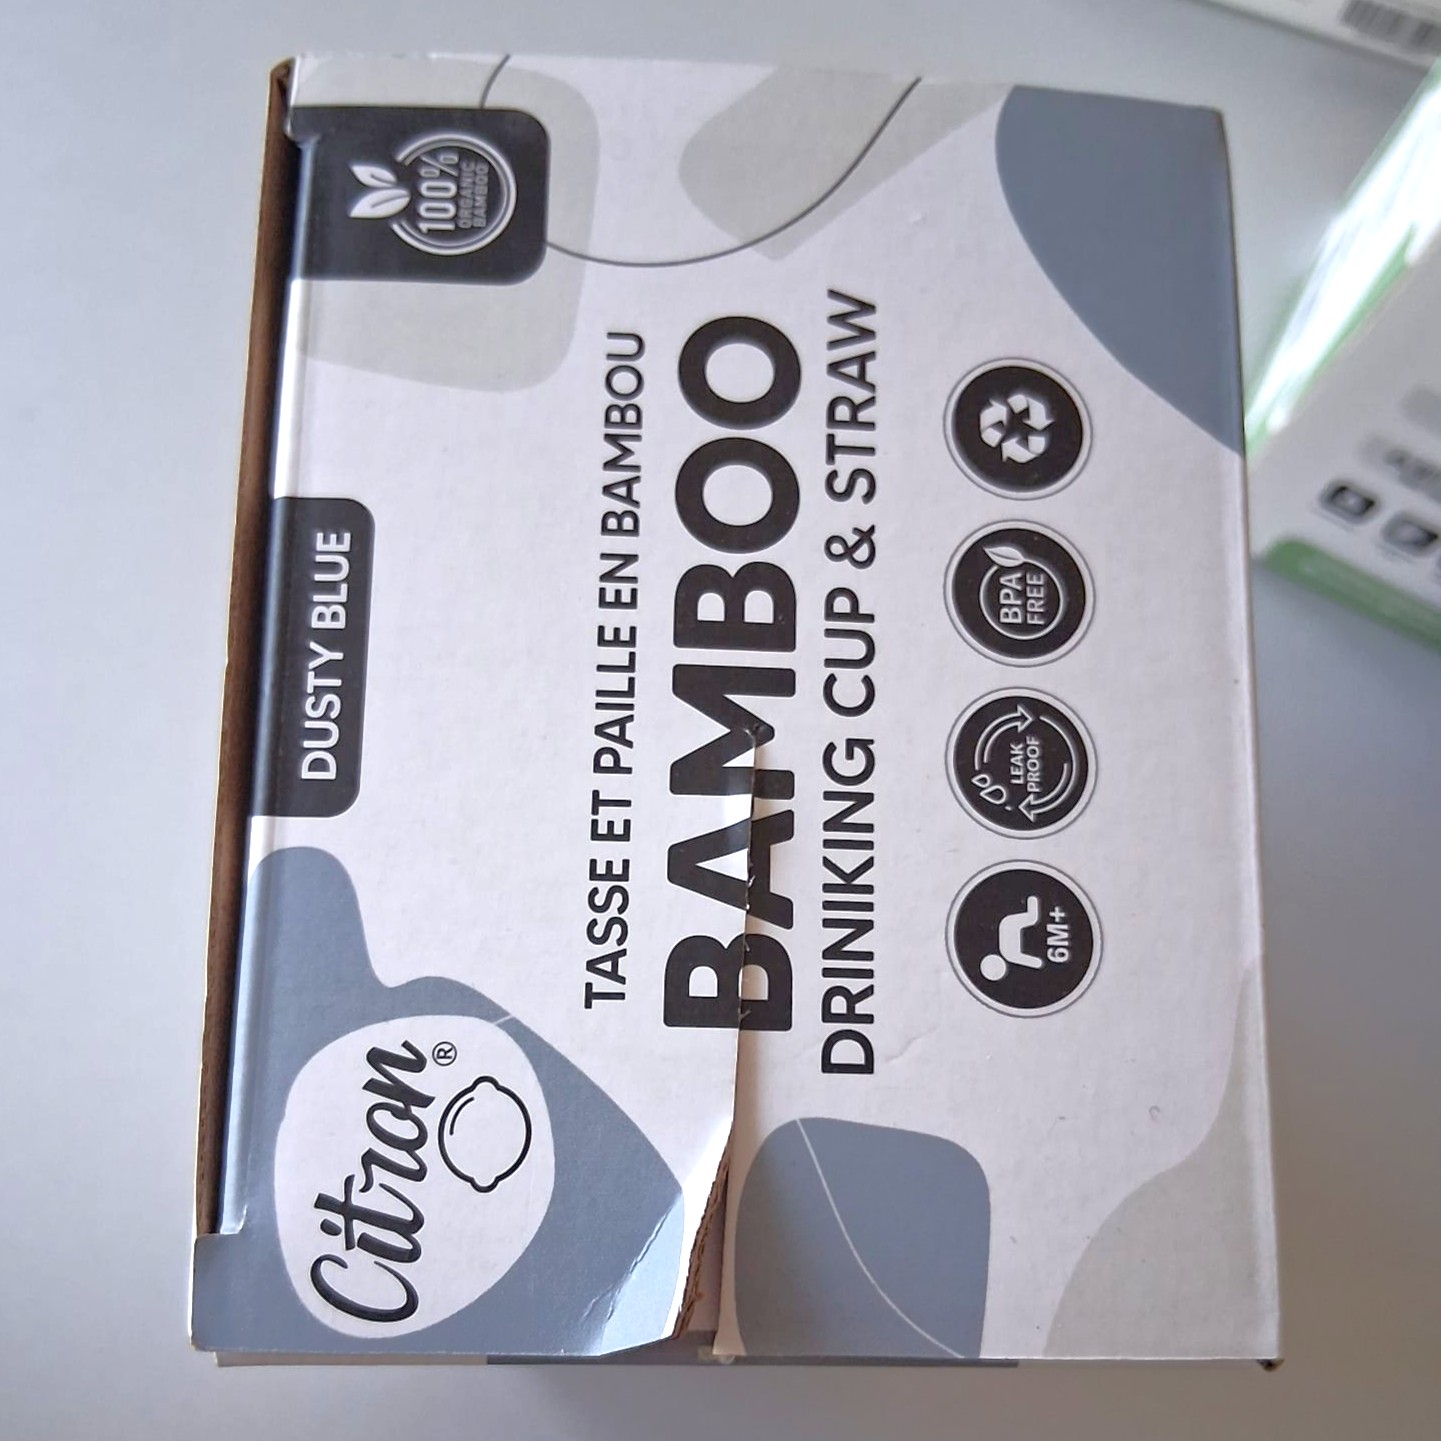 Citron®
DUSTY BLUE
100%
ORGANIC
BAMBOO
TASSE ET PAILLE EN BAMBOU
BAMBOO
DRINIKING CUP & STRAW
6M+
LEAK
PROOF
BPA
FREE